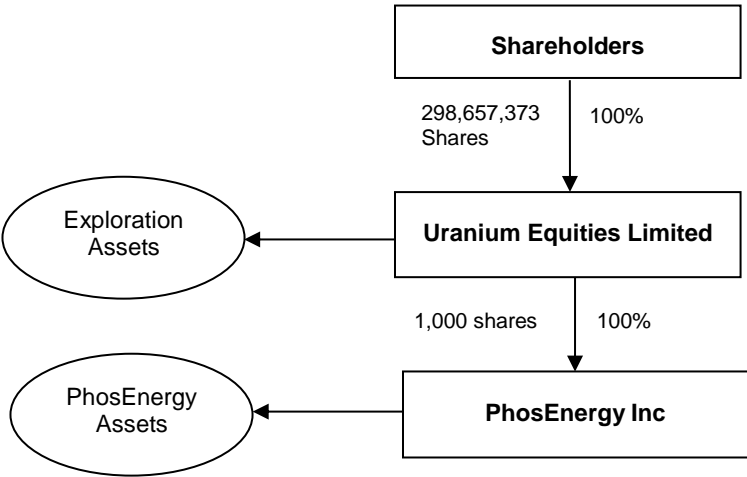 Shareholders
298,657,373
Shares
100%
Exploration
Assets
Uranium Equities Limited
1,000 shares
100%
PhosEnergy
Assets
PhosEnergy Inc